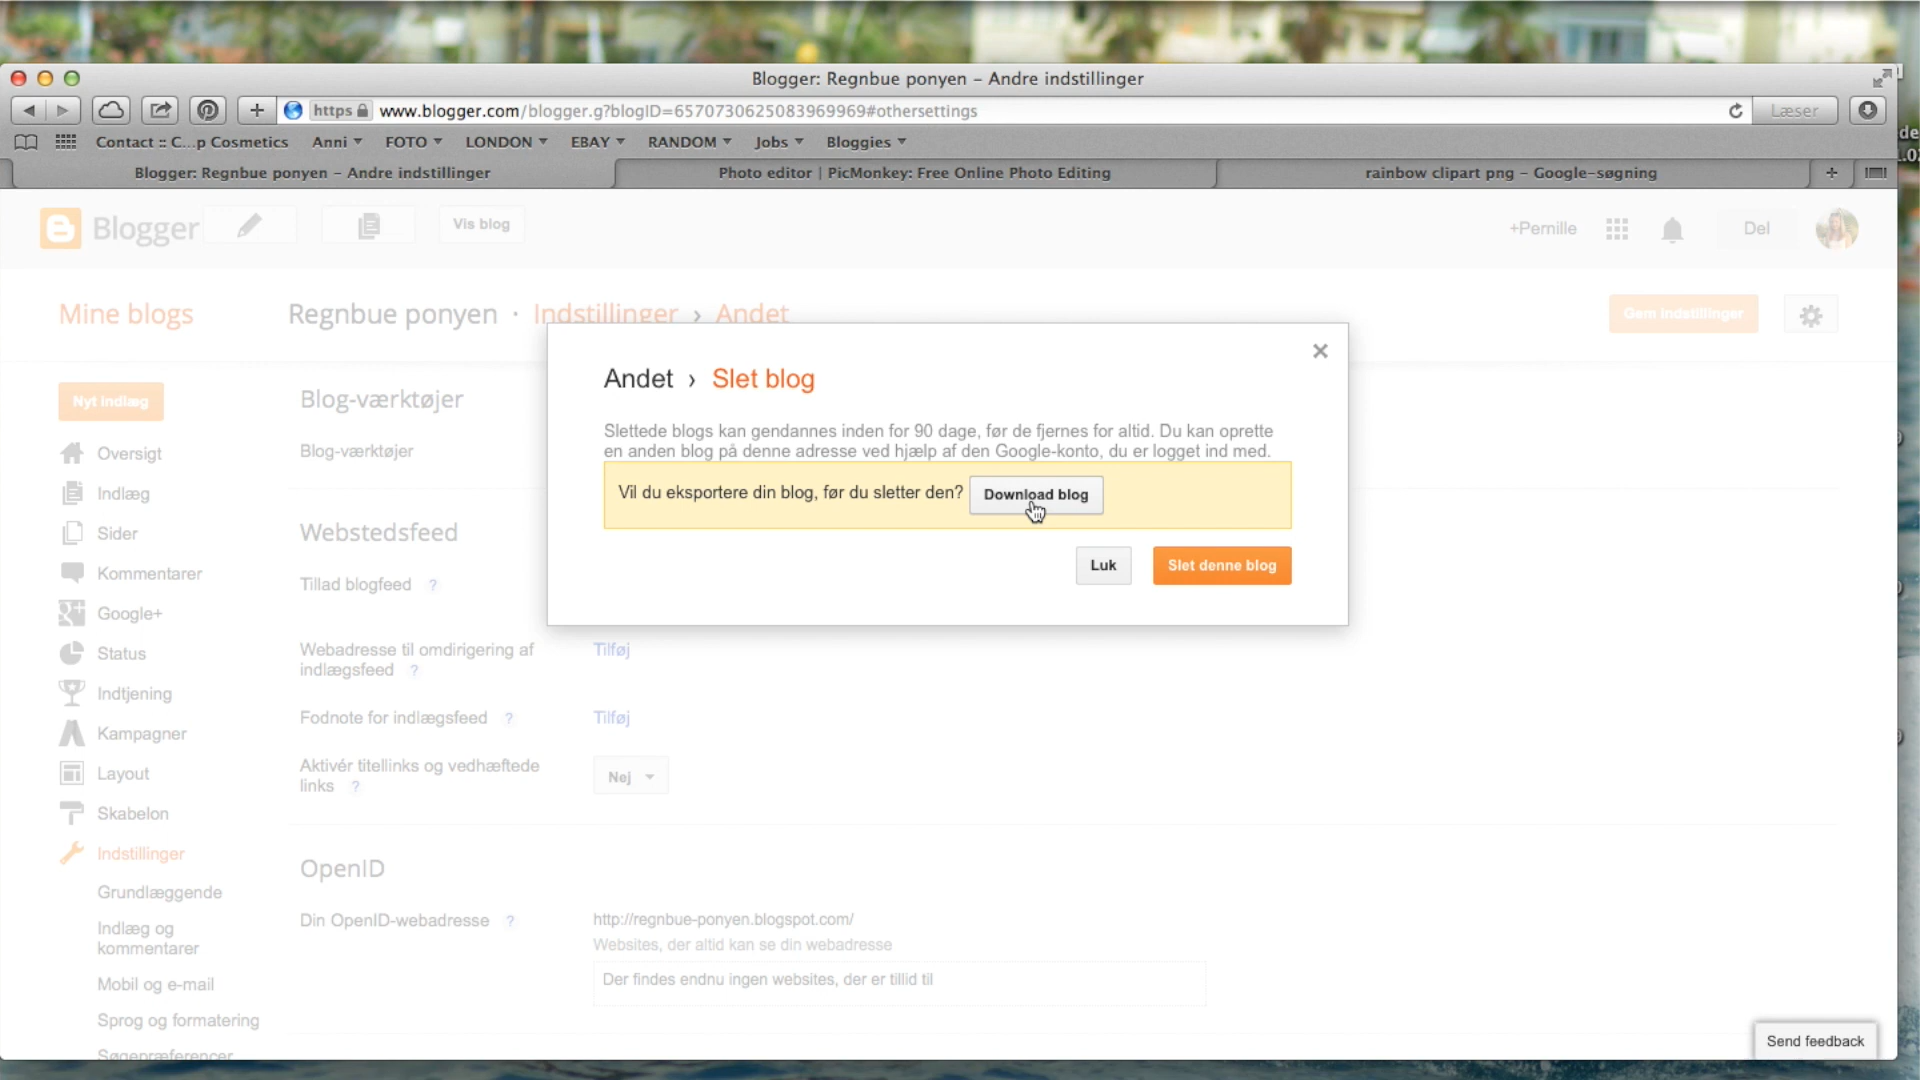 Blogger: Regnbue ponyen – Andre indstillinger
https www.blogger.com/blogger.g?blogID=6570730625083969969#othersettings
Læser
Contact :: C...p Cosmetics Anni FOTO LONDON EBAY RANDOM Jobs Bloggies
Blogger: Regnbue ponyen – Andre indstillinger
Photo editor | PicMonkey: Free Online Photo Editing
rainbow clipart png – Google-søgning
Blogger
Vis blog
+Pernille
Del
Mine blogs
Regnbue ponyen · Indstillinger › Andet
Gem indstillinger
Andet › Slet blog
Slettede blogs kan gendannes inden for 90 dage, før de fjernes for altid. Du kan oprette
en anden blog på denne adresse ved hjælp af den Google-konto, du er logget ind med.
Vil du eksportere din blog, før du sletter den? Download blog
Luk
Slet denne blog
Nyt indlæg
Oversigt
Indlæg
Sider
Kommentarer
Google+
Status
Indtjening
Kampagner
Layout
Skabelon
Indstillinger
Grundlæggende
Indlæg og
kommentarer
Mobil og e-mail
Sprog og formatering
Søgepræferencer
Blog-værktøjer
Blog-værktøjer
Webstedsfeed
Tillad blogfeed ?
Webadresse til omdirigering af
indlægsfeed ?
Tilføj
Fodnote for indlægsfeed ?
Tilføj
Aktivér titellinks og vedhæftede
links ?
Nej
OpenID
Din OpenID-webadresse ?
http://regnbue-ponyen.blogspot.com/
Websites, der altid kan se din webadresse
Der findes endnu ingen websites, der er tillid til
Send feedback